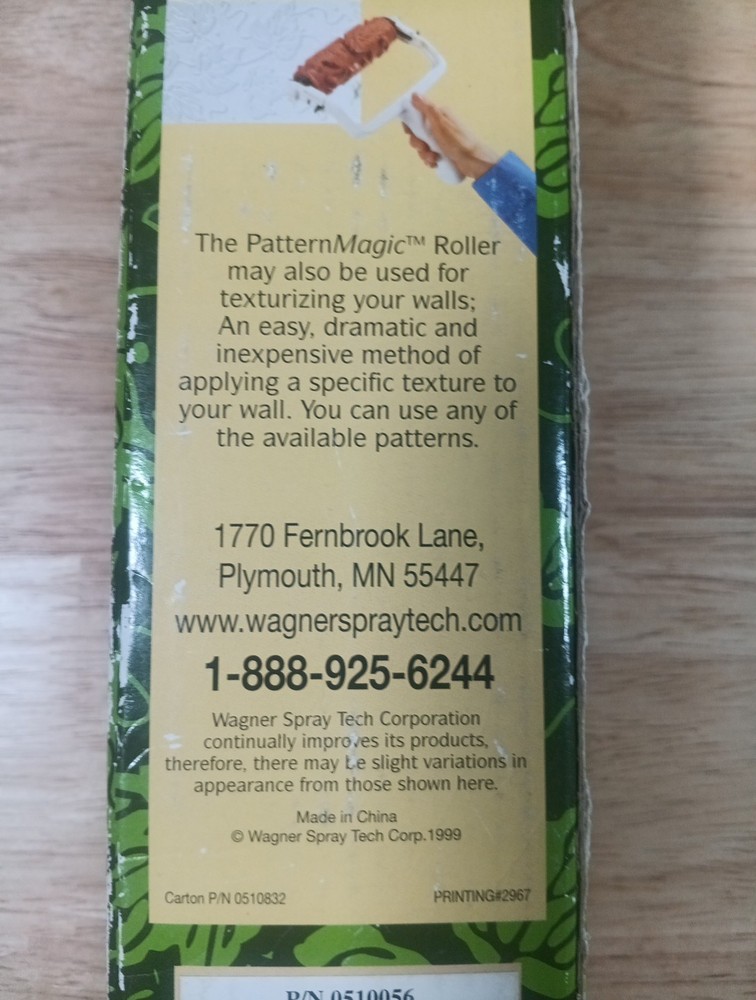 The PatternMagic™ Roller
may also be used for
texturizing your walls;
An easy, dramatic and
inexpensive method of
applying a specific texture to
your wall. You can use any of
the available patterns.
1770 Fernbrook Lane,
Plymouth, MN 55447
www.wagnerspraytech.com
1-888-925-6244
Wagner Spray Tech Corporation
continually improves its products,
therefore, there may be slight variations in
appearance from those shown here.
Made in China
© Wagner Spray Tech Corp.1999
Carton P/N 0510832 PRINTING#2967
P/N 0510056